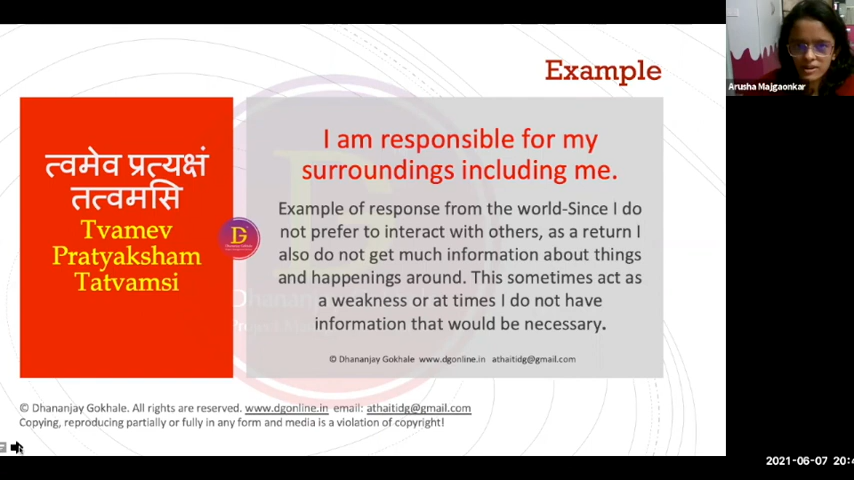 Example
त्वमेव प्रत्यक्षं
तत्वमसि
Tvamev
Pratyaksham
Tatvamsi
I am responsible for my
surroundings including me.
Example of response from the world-Since I do
not prefer to interact with others, as a return I
also do not get much information about things
and happenings around. This sometimes act as
a weakness or at times I do not have
information that would be necessary.
© Dhananjay Gokhale www.dgonline.in athaitidg@gmail.com
© Dhananjay Gokhale. All rights are reserved. www.dgonline.in email: athaitidg@gmail.com
Copying, reproducing partially or fully in any form and media is a violation of copyright!
Arusha Majgaonkar
2021-06-07 20:4